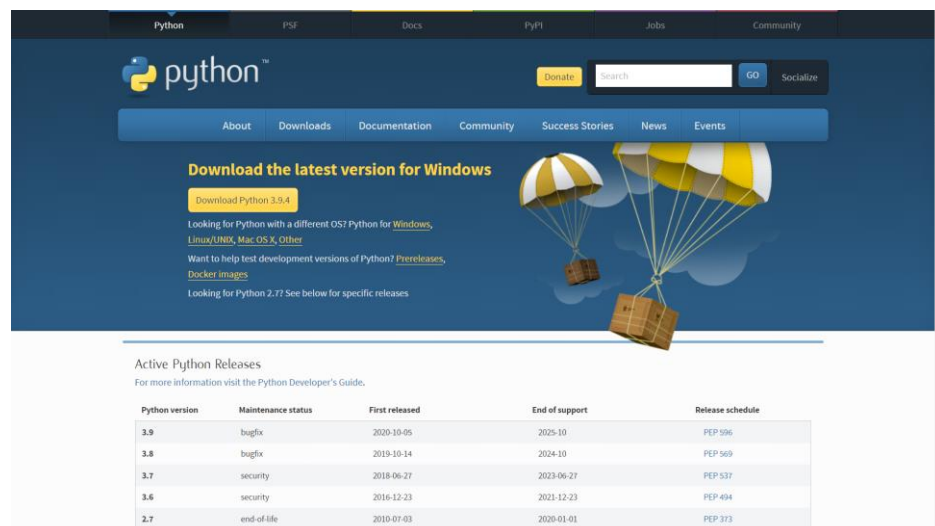 Python PSF Docs PyPI Jobs Community
python™
Donate Search GO Socialize
About Downloads Documentation Community Success Stories News Events
Download the latest version for Windows
Download Python 3.9.4
Looking for Python with a different OS? Python for Windows,
Linux/UNIX, Mac OS X, Other
Want to help test development versions of Python? Prereleases,
Docker images
Looking for Python 2.7? See below for specific releases
Active Python Releases
For more information visit the Python Developer's Guide.
Python version Maintenance status First released End of support Release schedule
3.9 bugfix 2020-10-05 2025-10 PEP 596
3.8 bugfix 2019-10-14 2024-10 PEP 569
3.7 security 2018-06-27 2023-06-27 PEP 537
3.6 security 2016-12-23 2021-12-23 PEP 494
2.7 end-of-life 2010-07-03 2020-01-01 PEP 373